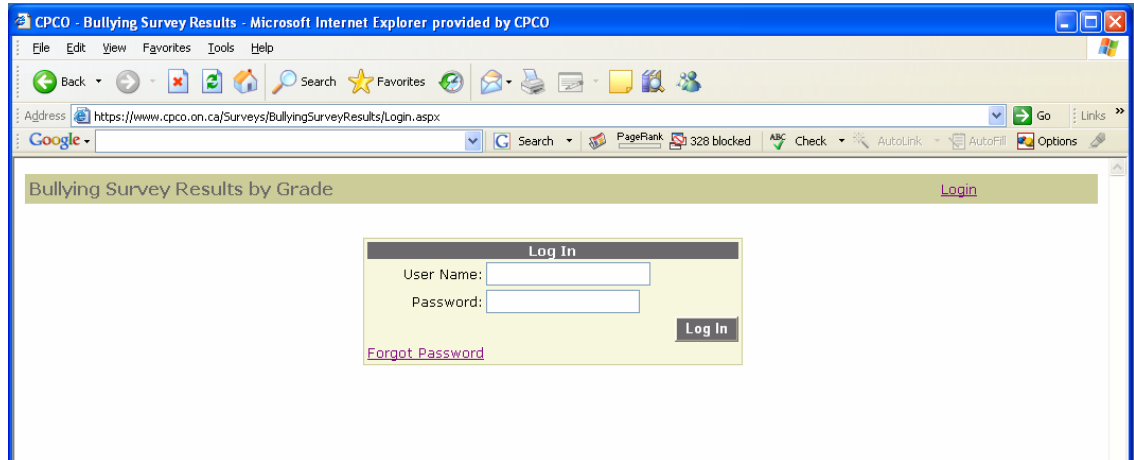 CPCO - Bullying Survey Results - Microsoft Internet Explorer provided by CPCO
File Edit View Favorites Tools Help
Back Search Favorites
Address https://www.cpco.on.ca/Surveys/BullyingSurveyResults/Login.aspx Go Links »
Google Search PageRank 328 blocked ABC Check AutoLink AutoFill Options
Bullying Survey Results by Grade Login
Log In
User Name:
Password:
Log In
Forgot Password